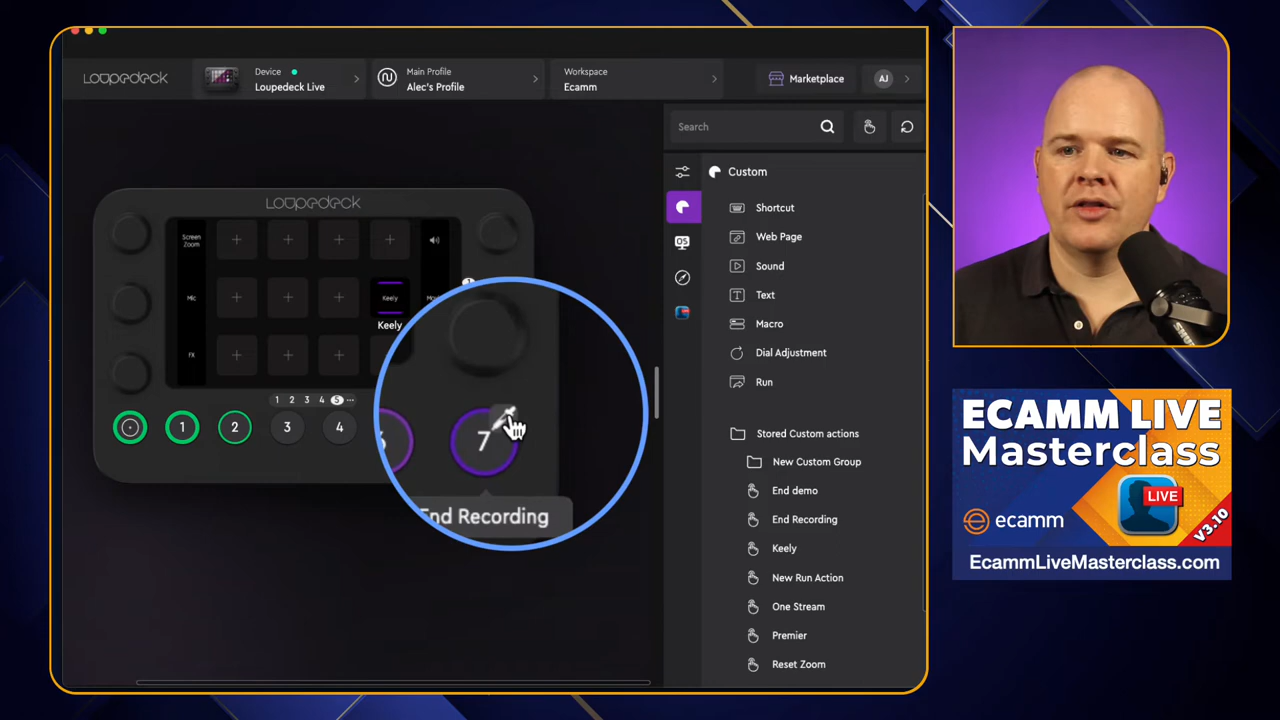 Loupedeck
Device
Loupedeck Live
Main Profile
Alec's Profile
Workspace
Ecamm
Marketplace
AJ
Search
Custom
Shortcut
Web Page
Sound
Text
Macro
Dial Adjustment
Run
Stored Custom actions
New Custom Group
End demo
End Recording
Keely
New Run Action
One Stream
Premier
Reset Zoom
Loupedeck
Screen
Zoom
Mic
Keely
Keely
FX
1 2 3 4 5 ...
1 2 3 4
7
End Recording
ECAMM LIVE
Masterclass
ecamm
LIVE
v3.10
EcammLiveMasterclass.com
SHURE